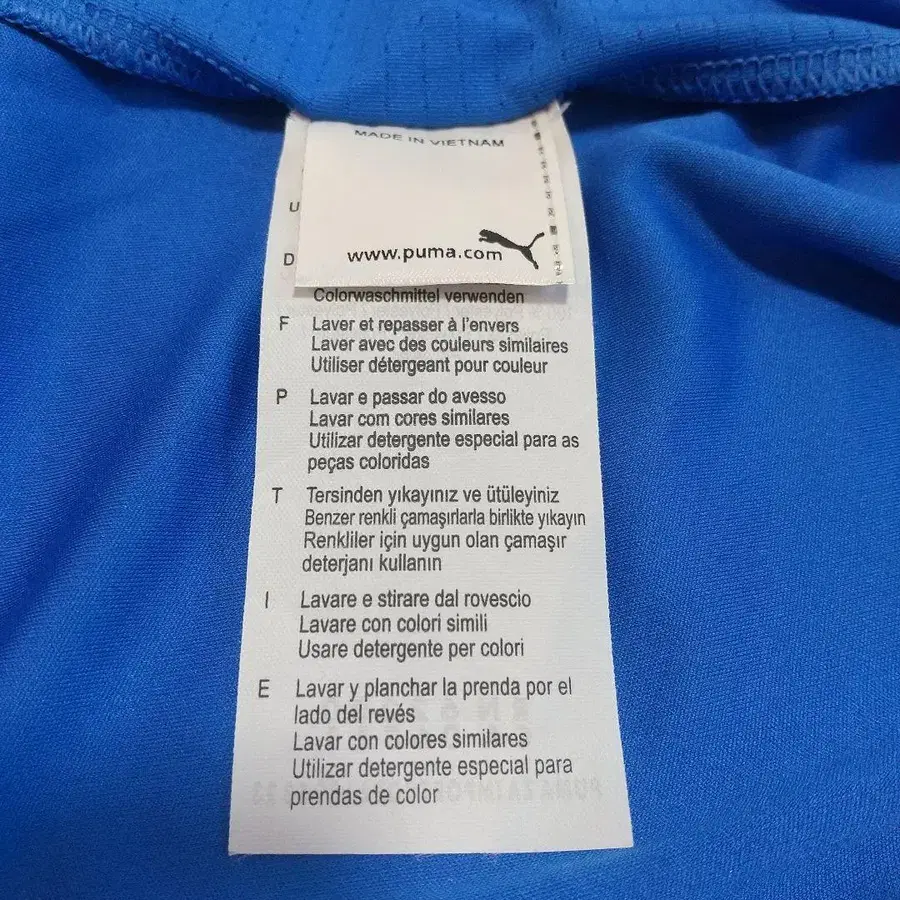 MADE IN VIETNAM
www.puma.com
U
D
Colorwaschmittel verwenden
F Laver et repasser à l'envers
Laver avec des couleurs similaires
Utiliser détergeant pour couleur
P Lavar e passar do avesso
Lavar com cores similares
Utilizar detergente especial para as
peças coloridas
T Tersinden yıkayınız ve ütüleyiniz
Benzer renkli çamaşırlarla birlikte yıkayın
Renkliler için uygun olan çamaşır
deterjanı kullanın
I Lavare e stirare dal rovescio
Lavare con colori simili
Usare detergente per colori
E Lavar y planchar la prenda por el
lado del revés
Lavar con colores similares
Utilizar detergente especial para
prendas de color